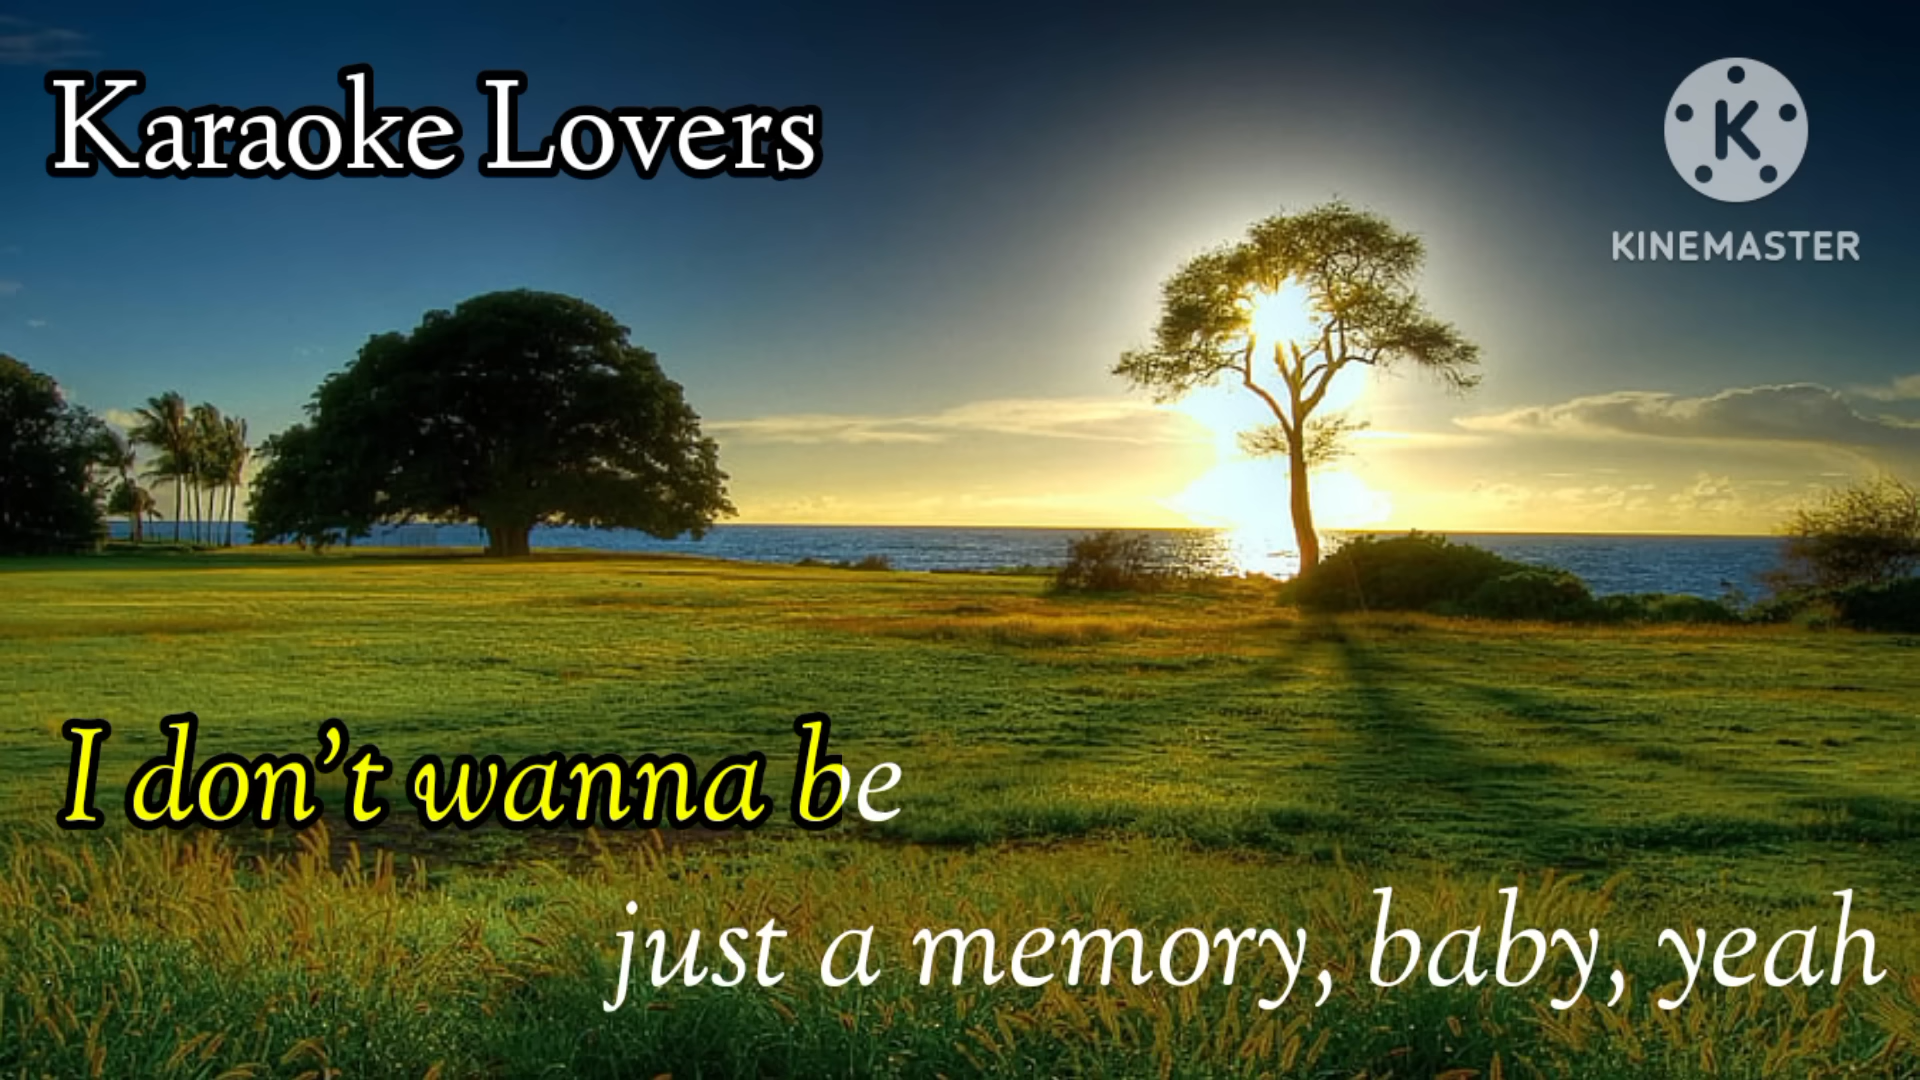 Karaoke Lovers
K
KINEMASTER
I don't wanna be
just a memory, baby, yeah